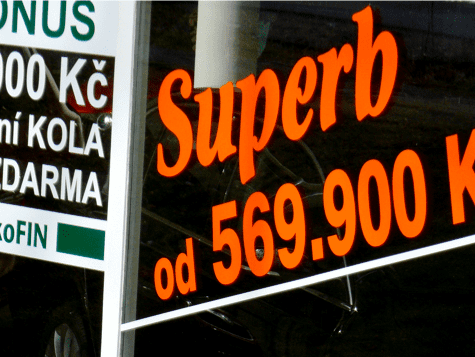 ONUS
000 Kč
ní KOLA
ZDARMA
koFIN
Superb
od 569.900 K